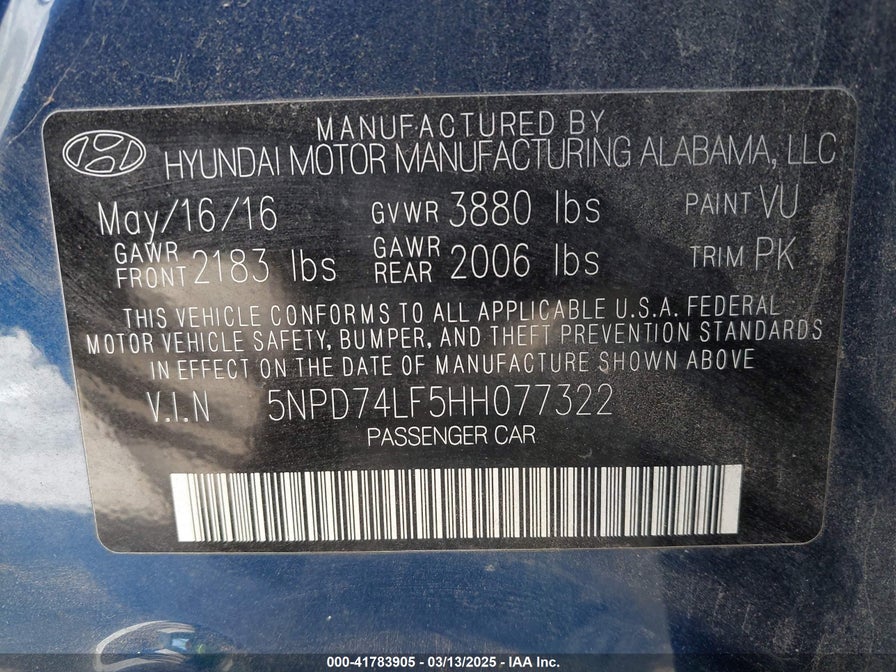 MANUFACTURED BY
HYUNDAI MOTOR MANUFACTURING ALABAMA, LLC
May/16/16 GVWR 3880 lbs PAINT VU
GAWR FRONT 2183 lbs GAWR REAR 2006 lbs TRIM PK
THIS VEHICLE CONFORMS TO ALL APPLICABLE U.S.A. FEDERAL
MOTOR VEHICLE SAFETY, BUMPER, AND THEFT PREVENTION STANDARDS
IN EFFECT ON THE DATE OF MANUFACTURE SHOWN ABOVE
V.I.N 5NPD74LF5HH077322
PASSENGER CAR
000-41783905 - 03/13/2025 - IAA Inc.